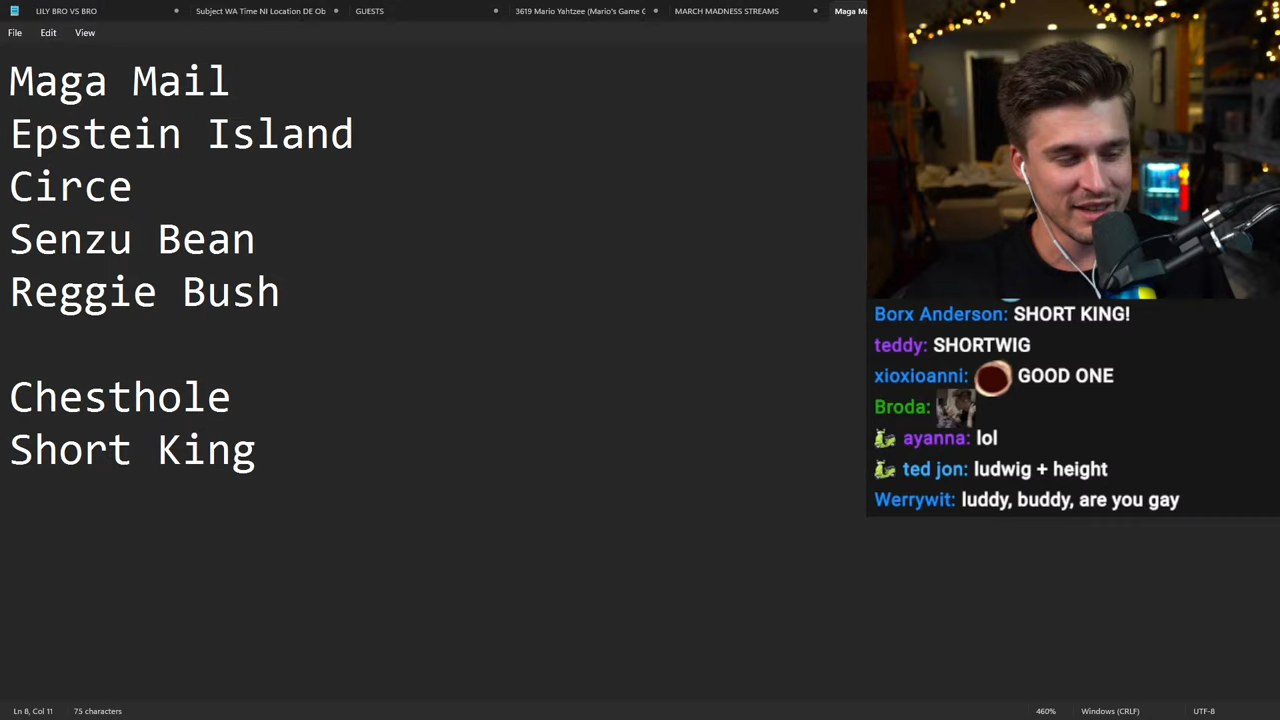 LILY BRO VS BRO
Subject WA Time NI Location DE Ob
GUESTS
3619 Mario Yahtzee (Mario's Game
MARCH MADNESS STREAMS
Maga
File Edit View
Maga Mail
Epstein Island
Circe
Senzu Bean
Reggie Bush
Chesthole
Short King
Borx Anderson: SHORT KING!
teddy: SHORTWIG
xioxioanni: GOOD ONE
Broda:
ayanna: lol
ted jon: ludwig + height
Werrywit: luddy, buddy, are you gay
Ln 8, Col 11
75 characters
460%
Windows (CRLF)
UTF-8